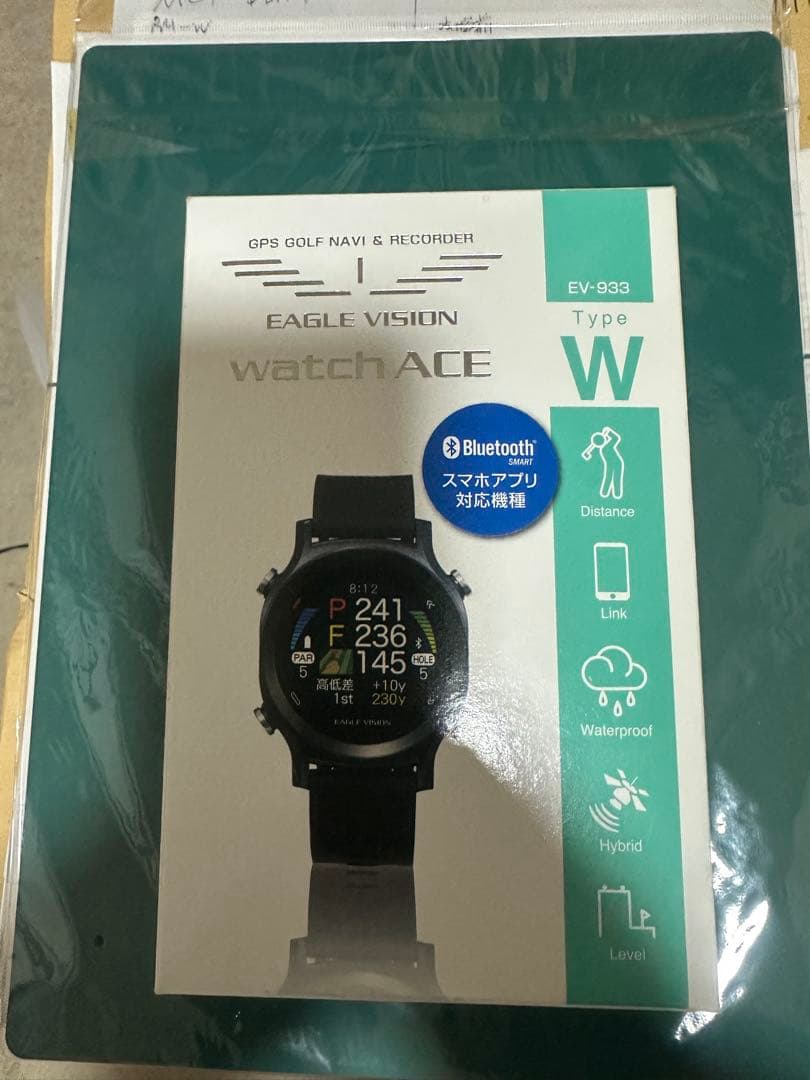 GPS GOLF NAVI & RECORDER
EAGLE VISION
watch ACE
EV-933
Type
W
Bluetooth
SMART
スマホアプリ
対応機種
Distance
Link
Waterproof
Hybrid
Level
8:12
P 241
F 236
145
PAR
5
HOLE
5
高低差 +10y
1st 230y
EAGLE VISION